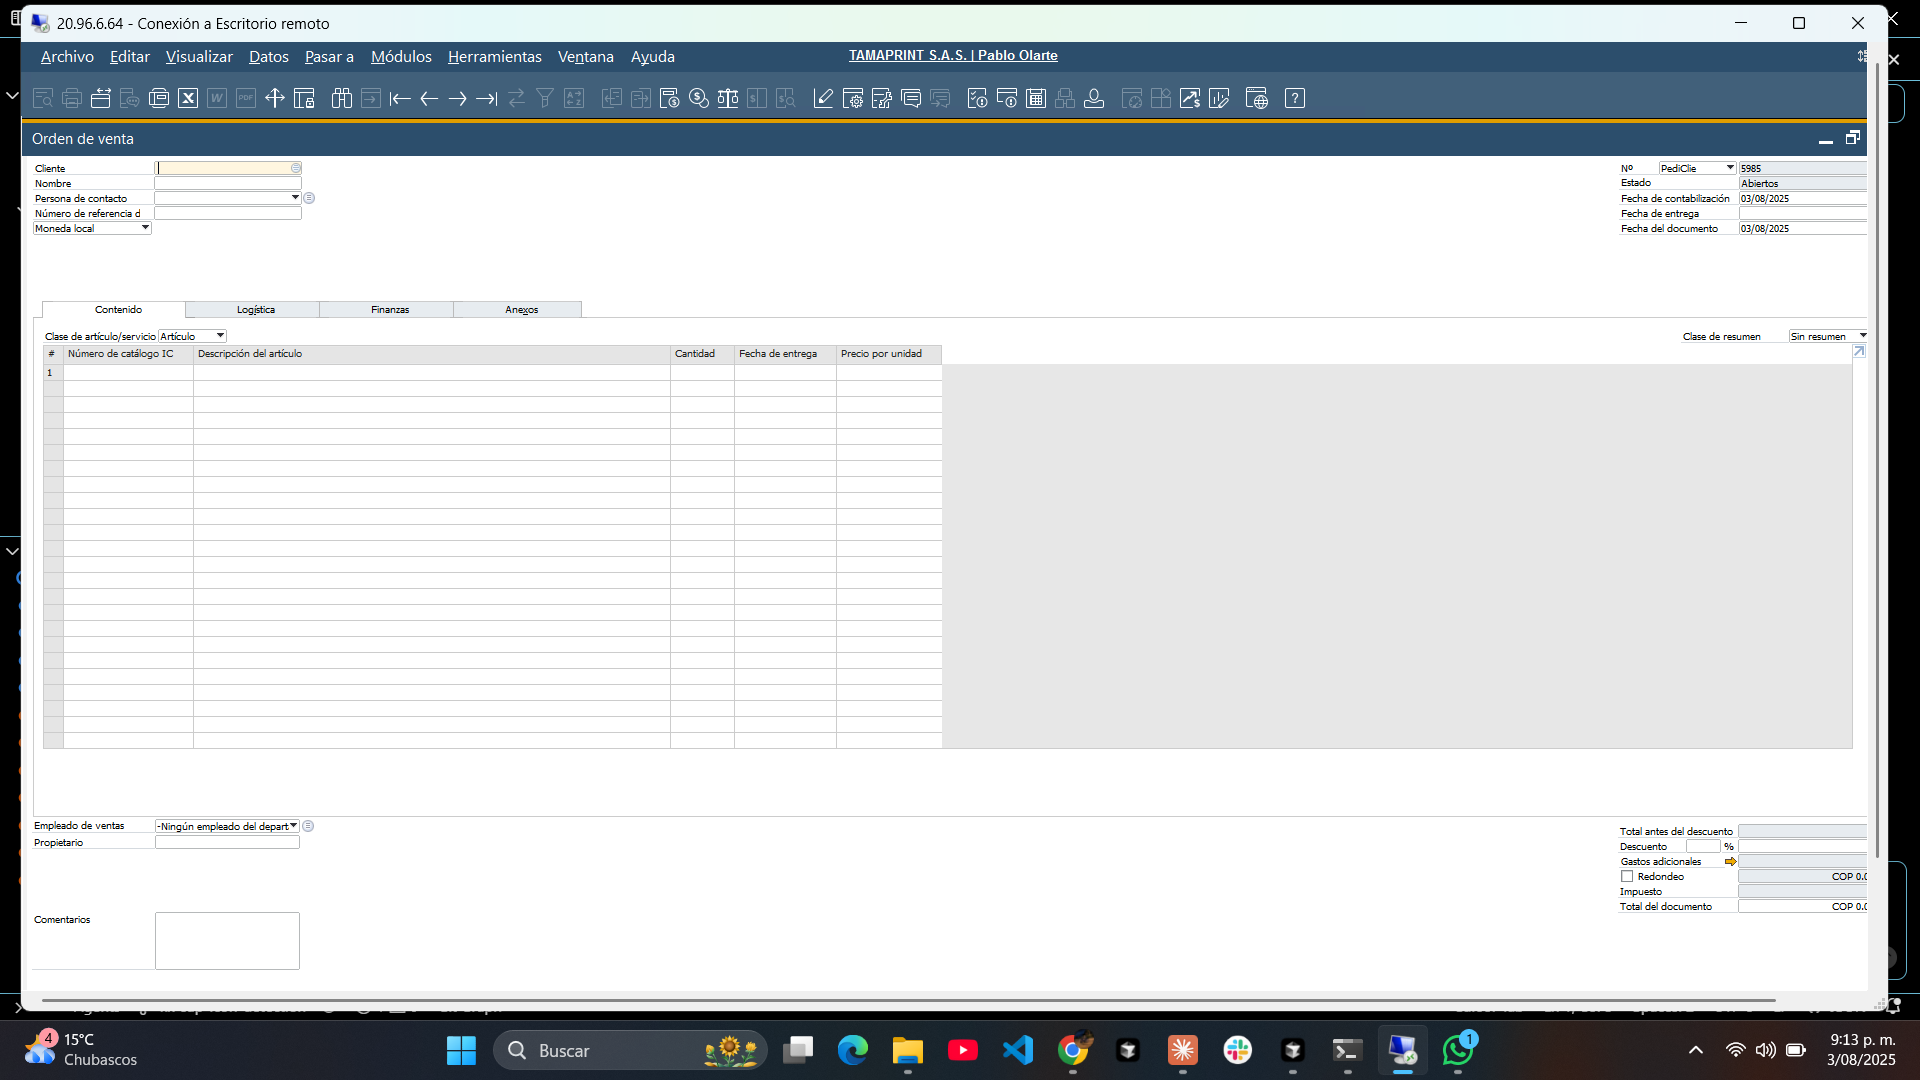 20.96.6.64 - Conexión a Escritorio remoto
Archivo Editar Visualizar Datos Pasar a Módulos Herramientas Ventana Ayuda
TAMAPRINT S.A.S. | Pablo Olarte
Orden de venta
Cliente
Nombre
Persona de contacto
Número de referencia d
Moneda local
Nº PediClie 5985
Estado Abiertos
Fecha de contabilización 03/08/2025
Fecha de entrega
Fecha del documento 03/08/2025
Contenido Logística Finanzas Anexos
Clase de artículo/servicio Artículo
Clase de resumen Sin resumen
# Número de catálogo IC Descripción del artículo Cantidad Fecha de entrega Precio por unidad
1
Empleado de ventas -Ningún empleado del depart
Propietario
Comentarios
Total antes del descuento
Descuento %
Gastos adicionales
Redondeo COP 0.0
Impuesto
Total del documento COP 0.0
4 15°C
Chubascos
Buscar
1
9:13 p. m.
3/08/2025